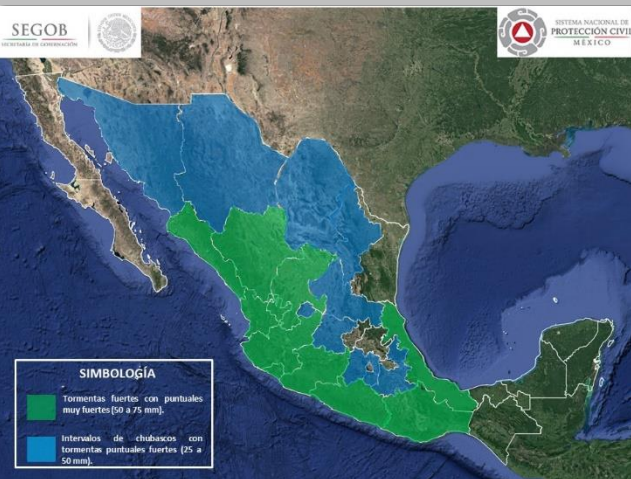 SEGOB
SECRETARÍA DE GOBERNACIÓN
SISTEMA NACIONAL DE
PROTECCIÓN CIVIL
MÉXICO
SIMBOLOGÍA
Tormentas fuertes con puntuales
muy fuertes (50 a 75 mm).
Intervalos de chubascos con
tormentas puntuales fuertes (25 a
50 mm).